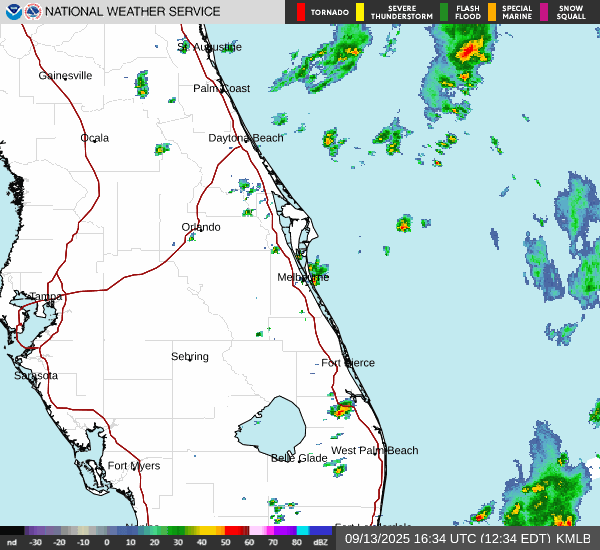 NATIONAL WEATHER SERVICE
TORNADO
SEVERE THUNDERSTORM
FLASH FLOOD
SPECIAL MARINE
SNOW SQUALL
St. Augustine
Gainesville
Palm Coast
Ocala
Daytona Beach
Orlando
Melbourne
Tampa
Sebring
Fort Pierce
Sarasota
West Palm Beach
Belle Glade
Fort Myers
nd -30 -20 -10 0 10 20 30 40 50 60 70 80 dBZ
09/13/2025 16:34 UTC (12:34 EDT) KMLB